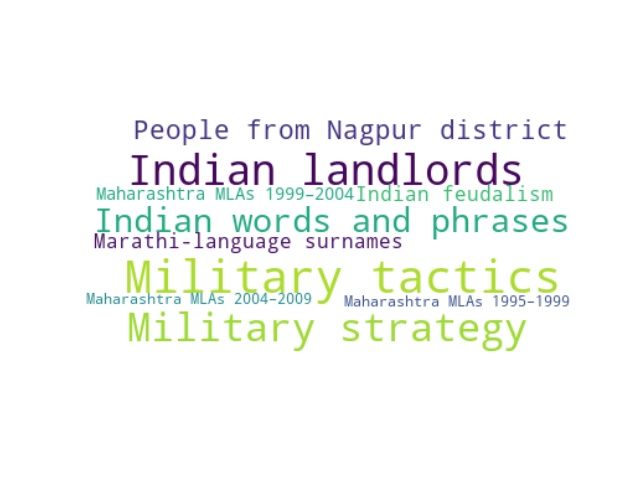 People from Nagpur district
Indian landlords
Maharashtra MLAs 1999–2004
Indian feudalism
Indian words and phrases
Marathi-language surnames
Military tactics
Maharashtra MLAs 2004–2009
Maharashtra MLAs 1995–1999
Military strategy